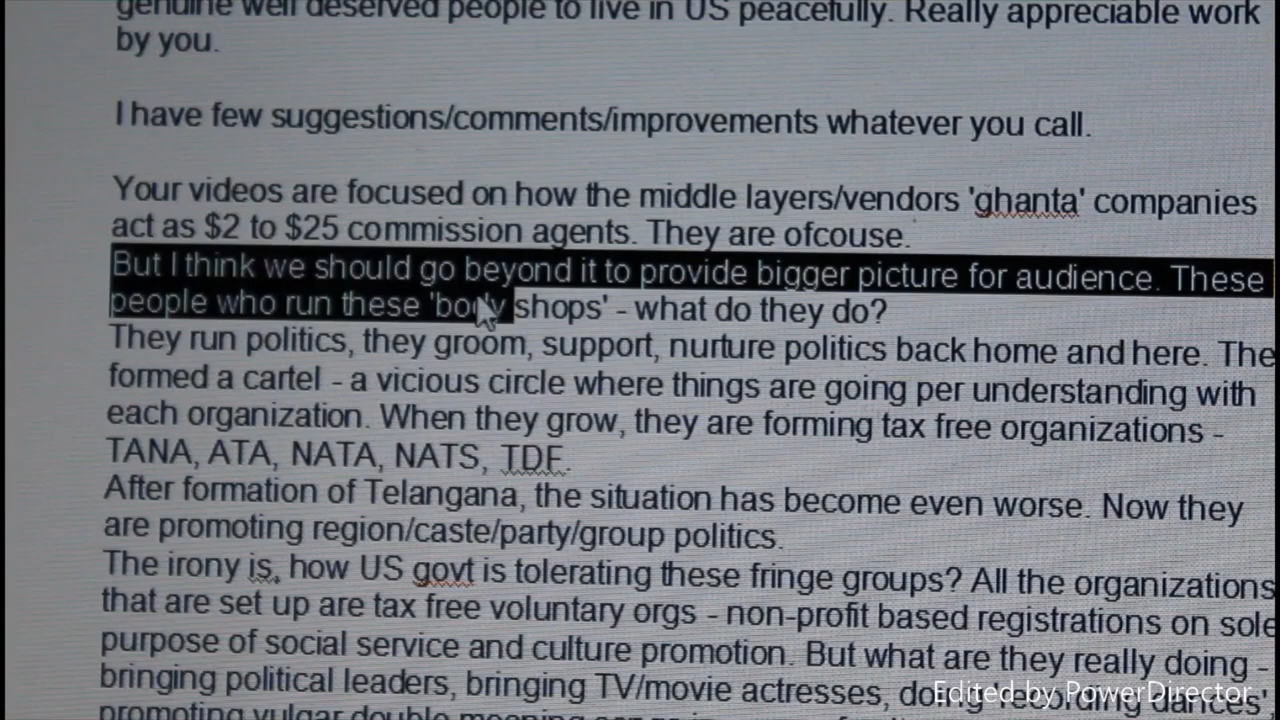 genuine well deserved people to live in US peacefully. Really appreciable work
by you.
I have few suggestions/comments/improvements whatever you call.
Your videos are focused on how the middle layers/vendors 'ghanta' companies
act as $2 to $25 commission agents. They are ofcouse.
But I think we should go beyond it to provide bigger picture for audience. These
people who run these 'body shops' - what do they do?
They run politics, they groom, support, nurture politics back home and here. The
formed a cartel - a vicious circle where things are going per understanding with
each organization. When they grow, they are forming tax free organizations -
TANA, ATA, NATA, NATS, TDF.
After formation of Telangana, the situation has become even worse. Now they
are promoting region/caste/party/group politics.
The irony is, how US govt is tolerating these fringe groups? All the organizations
that are set up are tax free voluntary orgs - non-profit based registrations on sole
purpose of social service and culture promotion. But what are they really doing -
bringing political leaders, bringing TV/movie actresses, doing 'recording dances',
promoting vulgar double meaning
Edited by PowerDirector